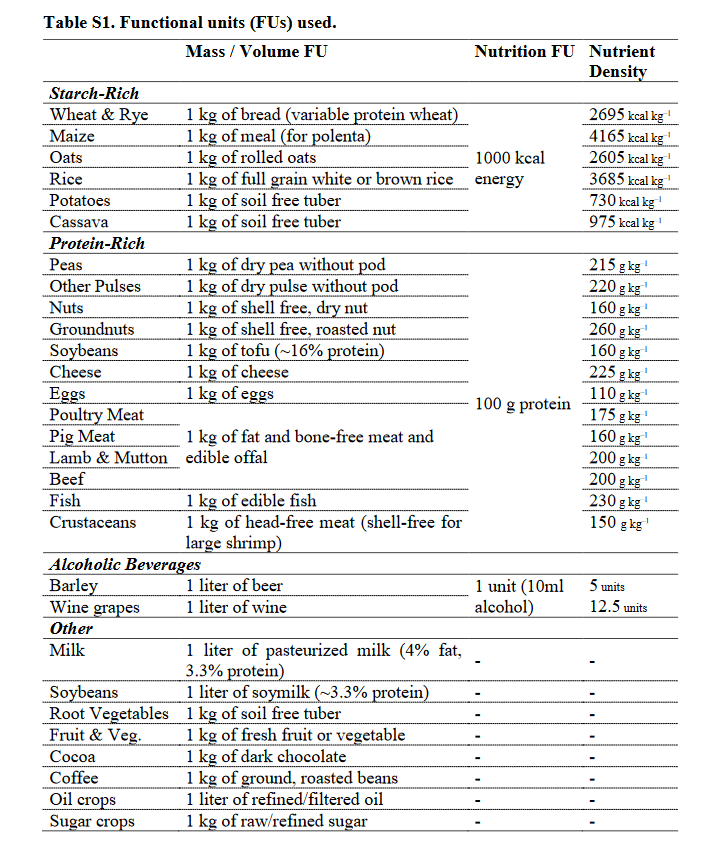 Table S1. Functional units (FUs) used.
Mass / Volume FU Nutrition FU Nutrient
Density
Starch-Rich
Wheat & Rye 1 kg of bread (variable protein wheat) 2695 kcal kg⁻¹
Maize 1 kg of meal (for polenta) 4165 kcal kg⁻¹
Oats 1 kg of rolled oats 1000 kcal 2605 kcal kg⁻¹
Rice 1 kg of full grain white or brown rice energy 3685 kcal kg⁻¹
Potatoes 1 kg of soil free tuber 730 kcal kg⁻¹
Cassava 1 kg of soil free tuber 975 kcal kg⁻¹
Protein-Rich
Peas 1 kg of dry pea without pod 215 g kg⁻¹
Other Pulses 1 kg of dry pulse without pod 220 g kg⁻¹
Nuts 1 kg of shell free, dry nut 160 g kg⁻¹
Groundnuts 1 kg of shell free, roasted nut 260 g kg⁻¹
Soybeans 1 kg of tofu (~16% protein) 160 g kg⁻¹
Cheese 1 kg of cheese 225 g kg⁻¹
Eggs 1 kg of eggs 100 g protein 110 g kg⁻¹
Poultry Meat 175 g kg⁻¹
Pig Meat 1 kg of fat and bone-free meat and 160 g kg⁻¹
Lamb & Mutton edible offal 200 g kg⁻¹
Beef 200 g kg⁻¹
Fish 1 kg of edible fish 230 g kg⁻¹
Crustaceans 1 kg of head-free meat (shell-free for 150 g kg⁻¹
large shrimp)
Alcoholic Beverages
Barley 1 liter of beer 1 unit (10ml 5 units
Wine grapes 1 liter of wine alcohol) 12.5 units
Other
Milk 1 liter of pasteurized milk (4% fat, - -
3.3% protein)
Soybeans 1 liter of soymilk (~3.3% protein) - -
Root Vegetables 1 kg of soil free tuber - -
Fruit & Veg. 1 kg of fresh fruit or vegetable - -
Cocoa 1 kg of dark chocolate - -
Coffee 1 kg of ground, roasted beans - -
Oil crops 1 liter of refined/filtered oil - -
Sugar crops 1 kg of raw/refined sugar - -